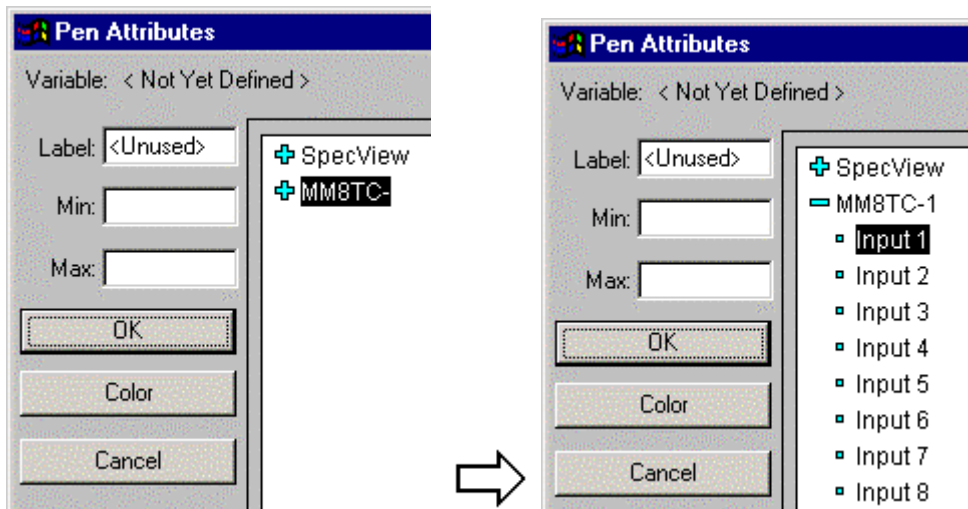 Pen Attributes
Variable: < Not Yet Defined >
Label: <Unused>
Min:
Max:
OK
Color
Cancel
SpecView
MM8TC-
Pen Attributes
Variable: < Not Yet Defined >
Label: <Unused>
Min:
Max:
OK
Color
Cancel
SpecView
MM8TC-1
Input 1
Input 2
Input 3
Input 4
Input 5
Input 6
Input 7
Input 8